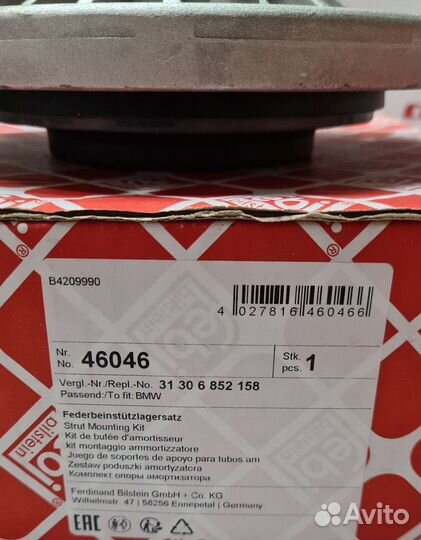 B4209990
4 027816 460466
Nr.
No. 46046
Stk.
pcs. 1
Vergl.-Nr./Repl.-No. 31 30 6 852 158
Passend:/To fit:BMW
Federbeinstützlagersatz
Strut Mounting Kit
Kit de butée d'amortisseur
kit montaggio ammortizzatore
Juego de soportes de apoyo para tubos am
Zestaw poduszki amortyzatora
Комплект опоры амортизатора
Ferdinand Bilstein GmbH + Co. KG
Wilhelmstr. 47 | 58256 Ennepetal | Germany
EAC
febi
bilstein
Avito